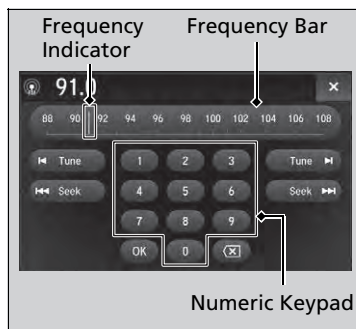 Frequency Indicator
Frequency Bar
91.0
88 90 92 94 96 98 100 102 104 106 108
Tune 1 2 3 Tune
Seek 4 5 6 Seek
7 8 9
OK 0
Numeric Keypad